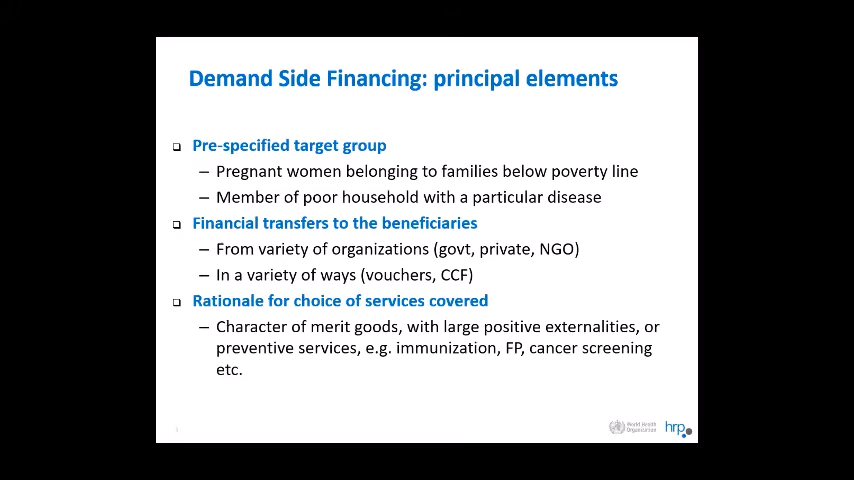 Demand Side Financing: principal elements
❑ Pre-specified target group
– Pregnant women belonging to families below poverty line
– Member of poor household with a particular disease
❑ Financial transfers to the beneficiaries
– From variety of organizations (govt, private, NGO)
– In a variety of ways (vouchers, CCF)
❑ Rationale for choice of services covered
– Character of merit goods, with large positive externalities, or
preventive services, e.g. immunization, FP, cancer screening
etc.
World Health
Organization
hrp